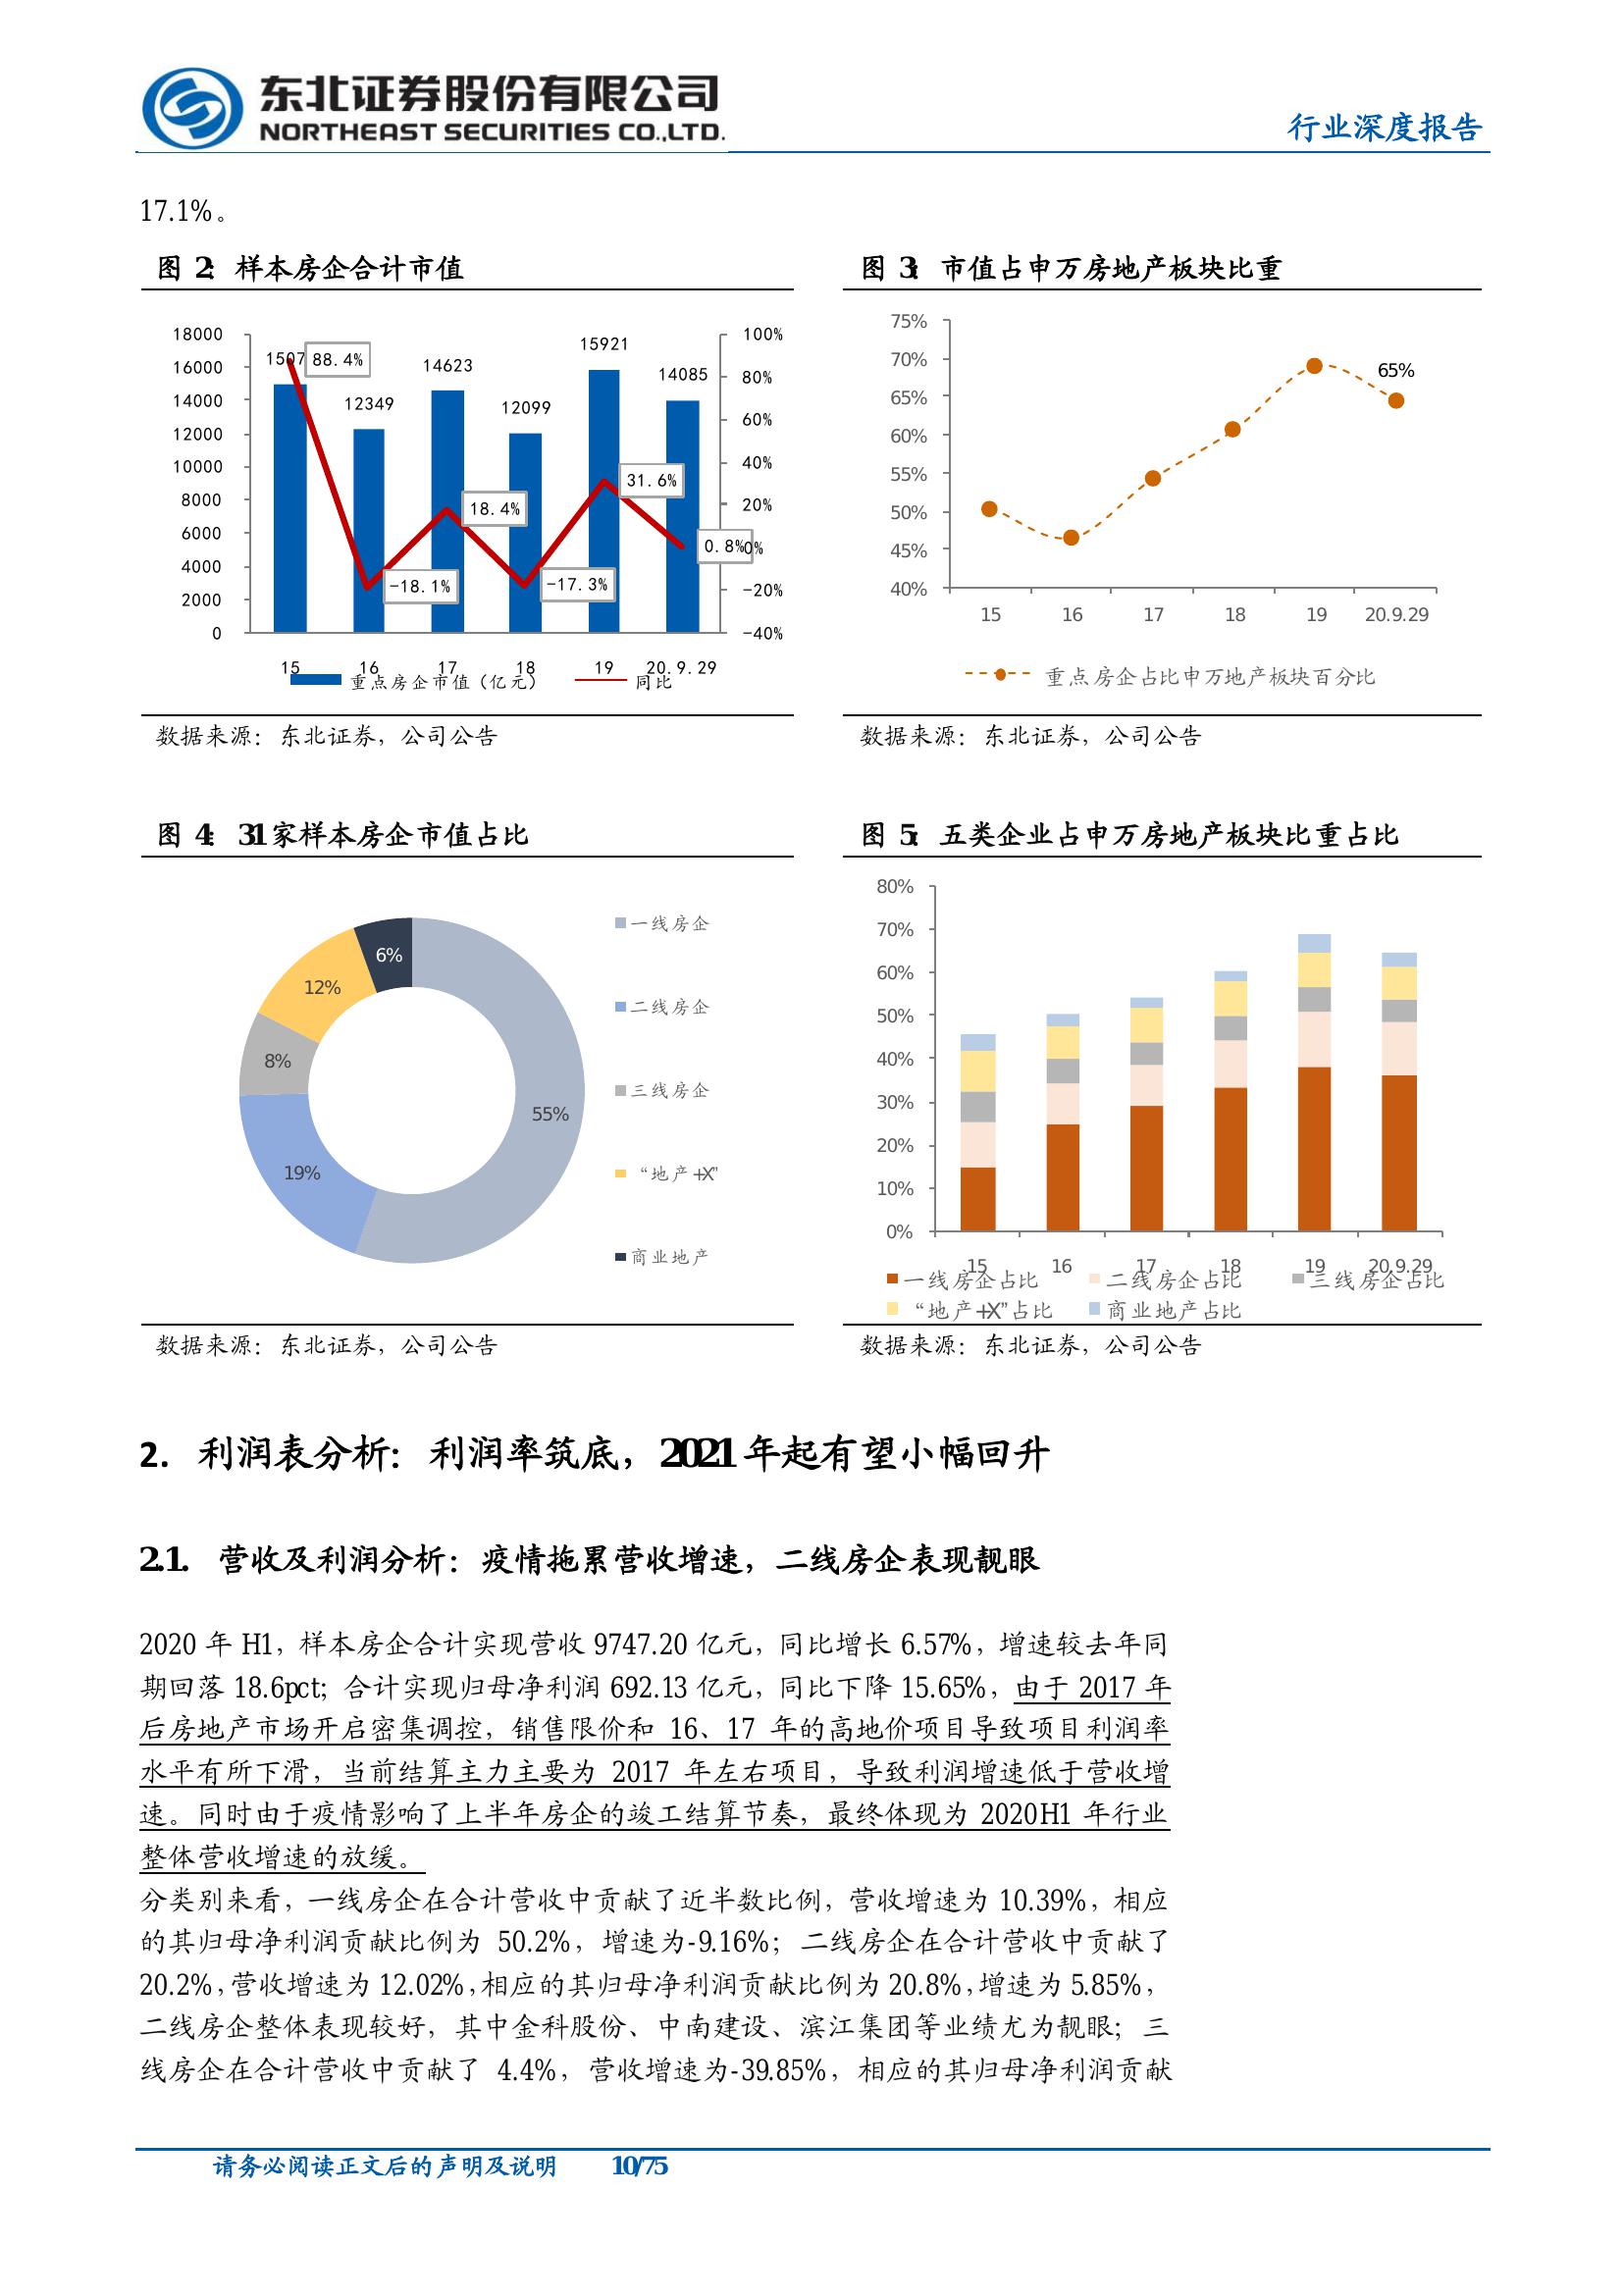 东北证券股份有限公司
NORTHEAST SECURITIES CO.,LTD.
行业深度报告
17.1%。
图 2: 样本房企合计市值
图 3: 市值占申万房地产板块比重
18000
16000
14000
12000
10000
8000
6000
4000
2000
0
100%
80%
60%
40%
20%
0%
-20%
-40%
1507
12349
14623
12099
15921
14085
88.4%
-18.1%
18.4%
-17.3%
31.6%
0.8%
15 16 17 18 19 20.9.29
重点房企市值（亿元） 同比
75%
70%
65%
60%
55%
50%
45%
40%
65%
15 16 17 18 19 20.9.29
重点房企占比申万地产板块百分比
数据来源：东北证券，公司公告
数据来源：东北证券，公司公告
图 4: 31 家样本房企市值占比
图 5: 五类企业占申万房地产板块比重占比
55%
19%
8%
12%
6%
一线房企
二线房企
三线房企
“地产+X”
商业地产
80%
70%
60%
50%
40%
30%
20%
10%
0%
15 16 17 18 19 20.9.29
一线房企占比 二线房企占比 三线房企占比
“地产+X”占比 商业地产占比
数据来源：东北证券，公司公告
数据来源：东北证券，公司公告
2. 利润表分析：利润率筑底，2021 年起有望小幅回升
2.1. 营收及利润分析：疫情拖累营收增速，二线房企表现靓眼
2020 年 H1，样本房企合计实现营收 9747.20 亿元，同比增长 6.57%，增速较去年同
期回落 18.6pct；合计实现归母净利润 692.13 亿元，同比下降 15.65%，由于 2017 年
后房地产市场开启密集调控，销售限价和 16、17 年的高地价项目导致项目利润率
水平有所下滑，当前结算主力主要为 2017 年左右项目，导致利润增速低于营收增
速。同时由于疫情影响了上半年房企的竣工结算节奏，最终体现为 2020H1 年行业
整体营收增速的放缓。
分类别来看，一线房企在合计营收中贡献了近半数比例，营收增速为 10.39%，相应
的其归母净利润贡献比例为 50.2%，增速为-9.16%；二线房企在合计营收中贡献了
20.2%，营收增速为 12.02%，相应的其归母净利润贡献比例为 20.8%，增速为 5.85%，
二线房企整体表现较好，其中金科股份、中南建设、滨江集团等业绩尤为靓眼；三
线房企在合计营收中贡献了 4.4%，营收增速为-39.85%，相应的其归母净利润贡献
请务必阅读正文后的声明及说明 10/75